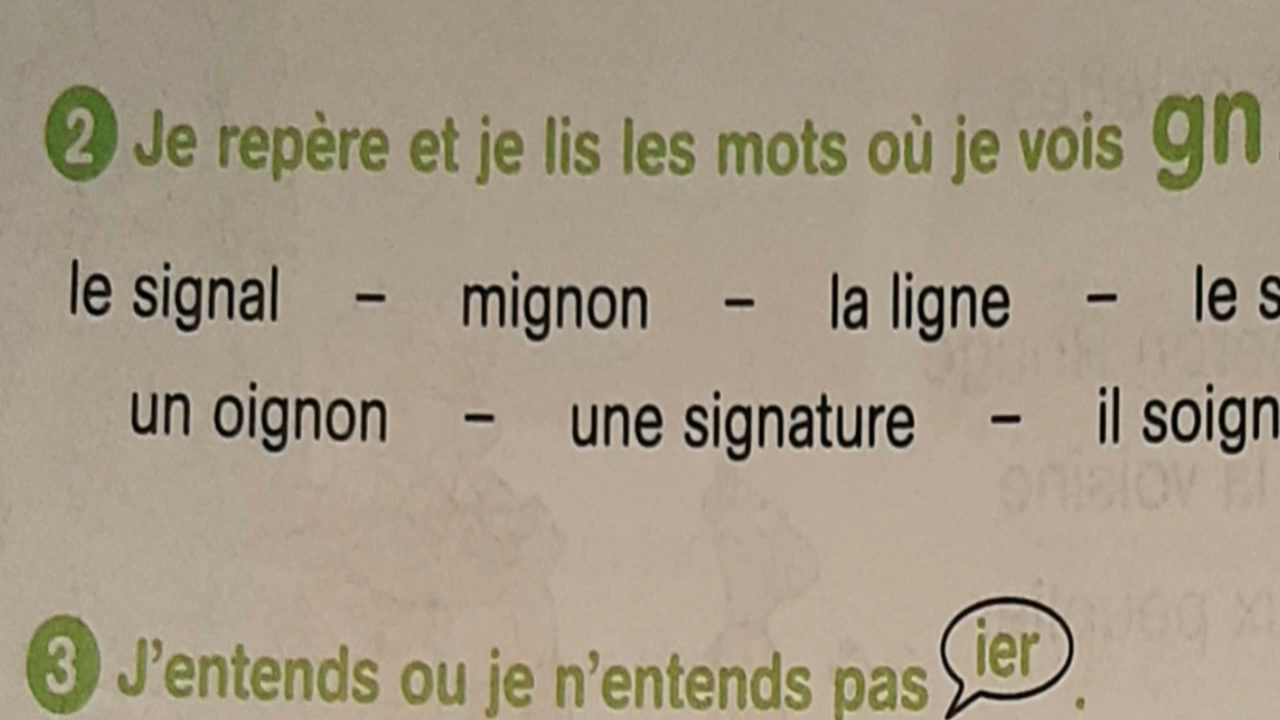 2 Je repère et je lis les mots où je vois gn.
le signal – mignon – la ligne – le
un oignon – une signature – il
3 J'entends ou je n'entends pas ier.